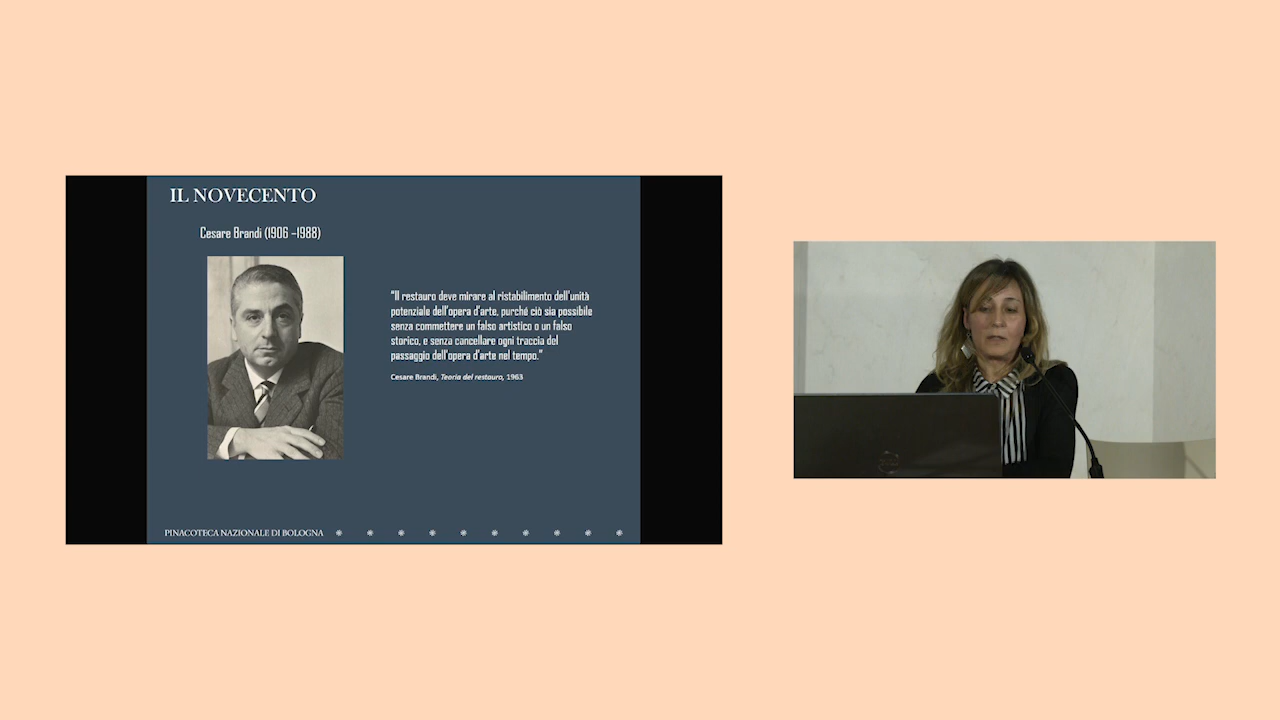 IL NOVECENTO
Cesare Brandi (1906 –1988)
"Il restauro deve mirare al ristabilimento dell'unità
potenziale dell'opera d'arte, purché ciò sia possibile
senza commettere un falso artistico o un falso
storico, e senza cancellare ogni traccia del
passaggio dell'opera d'arte nel tempo."
Cesare Brandi, Teoria del restauro, 1963
PINACOTECA NAZIONALE DI BOLOGNA